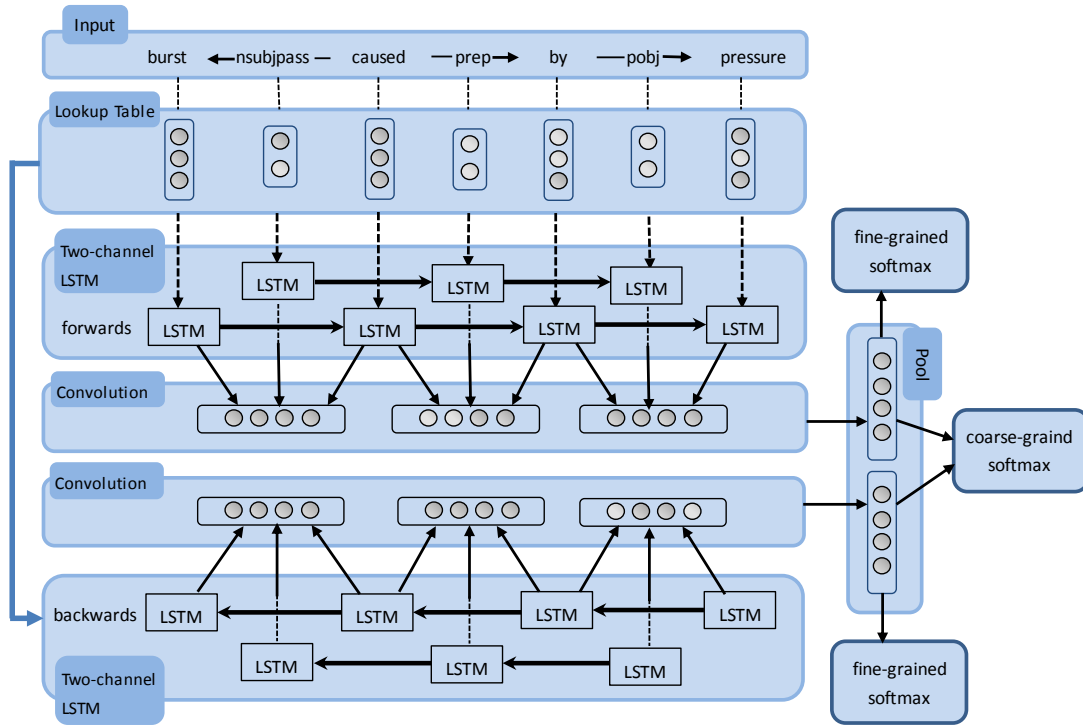 Input
burst nsubjpass caused prep by pobj pressure
Lookup Table
Two-channel
LSTM
LSTM LSTM LSTM
forwards
LSTM LSTM LSTM LSTM
Convolution
Convolution
backwards
LSTM LSTM LSTM LSTM
LSTM LSTM LSTM
Two-channel
LSTM
fine-grained
softmax
Pool
coarse-graind
softmax
fine-grained
softmax